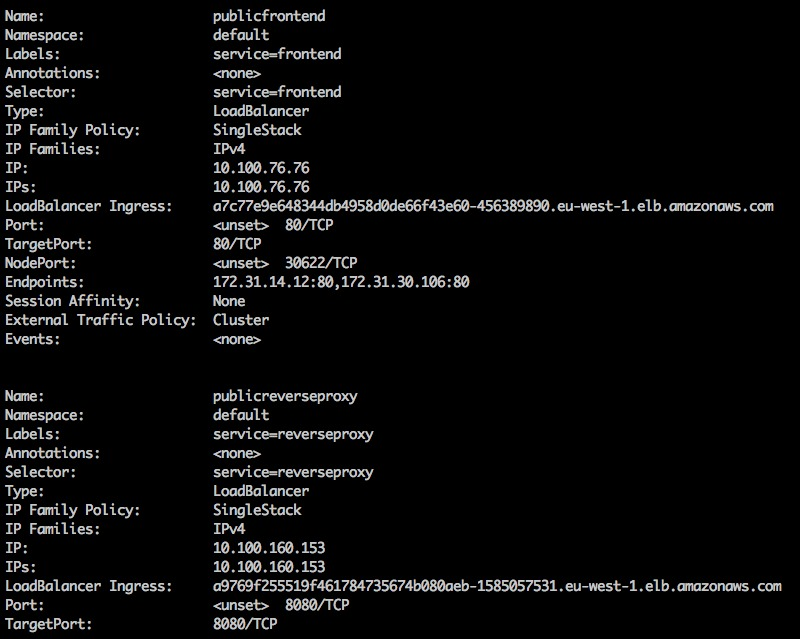 Name: publicfrontend
Namespace: default
Labels: service=frontend
Annotations: <none>
Selector: service=frontend
Type: LoadBalancer
IP Family Policy: SingleStack
IP Families: IPv4
IP: 10.100.76.76
IPs: 10.100.76.76
LoadBalancer Ingress: a7c77e9e648344db4958d0de66f43e60-456389890.eu-west-1.elb.amazonaws.com
Port: <unset> 80/TCP
TargetPort: 80/TCP
NodePort: <unset> 30622/TCP
Endpoints: 172.31.14.12:80,172.31.30.106:80
Session Affinity: None
External Traffic Policy: Cluster
Events: <none>
Name: publicreverseproxy
Namespace: default
Labels: service=reverseproxy
Annotations: <none>
Selector: service=reverseproxy
Type: LoadBalancer
IP Family Policy: SingleStack
IP Families: IPv4
IP: 10.100.160.153
IPs: 10.100.160.153
LoadBalancer Ingress: a9769f255519f461784735674b080aeb-1585057531.eu-west-1.elb.amazonaws.com
Port: <unset> 8080/TCP
TargetPort: 8080/TCP